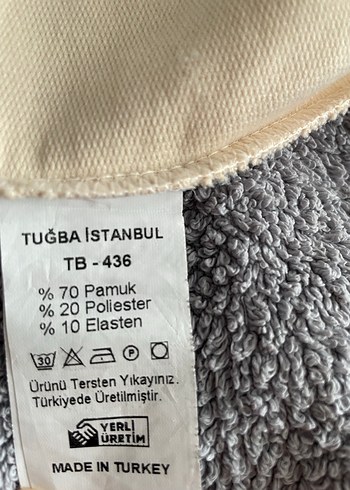 TUĞBA İSTANBUL
TB - 436
% 70 Pamuk
% 20 Poliester
% 10 Elasten
30 P
Ürünü Tersten Yıkayınız.
Türkiyede Üretilmiştir.
YERLİ
ÜRETİM
MADE IN TURKEY